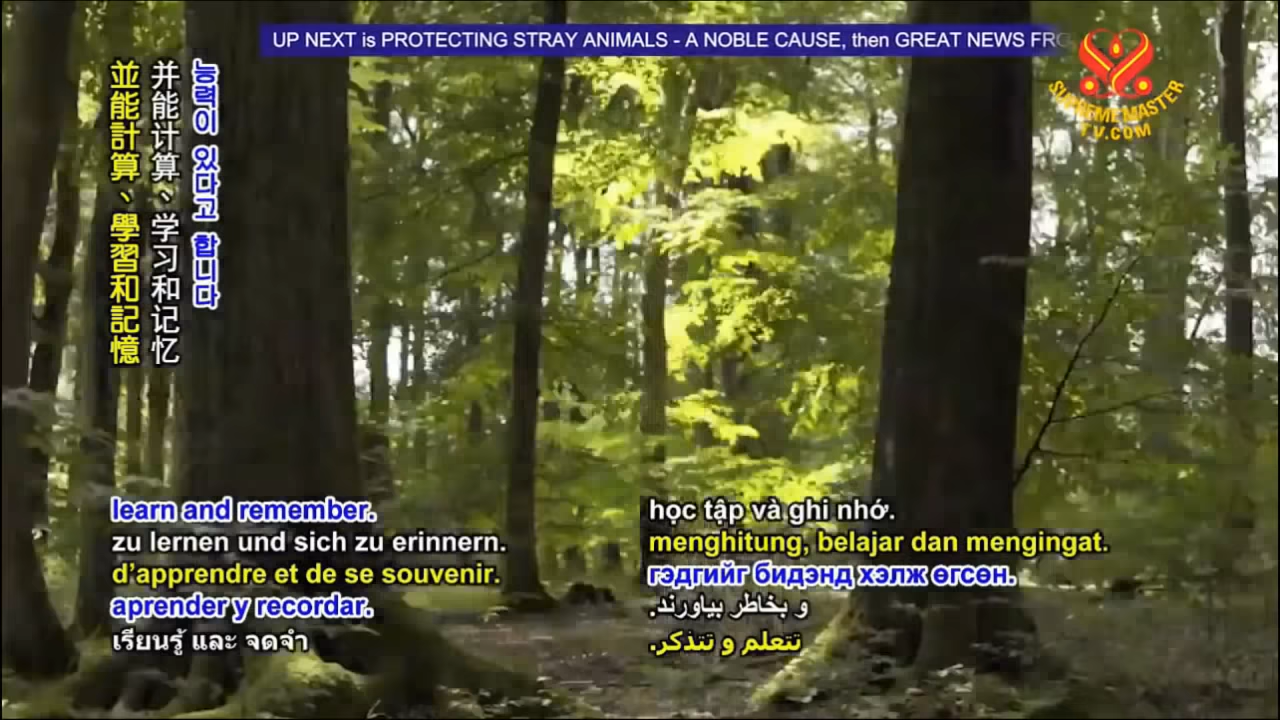 UP NEXT is PROTECTING STRAY ANIMALS - A NOBLE CAUSE, then GREAT NEWS FRO
SUPREME MASTER
TV.COM
능력이 있다고 합니다
并能计算、学习和记忆
並能計算、學習和記憶
learn and remember.
zu lernen und sich zu erinnern.
d’apprendre et de se souvenir.
aprender y recordar.
เรียนรู้ และ จดจำ
học tập và ghi nhớ.
menghitung, belajar dan mengingat.
гэдгийг бидэнд хэлж өгсөн.
و بخاطر بیاورند.
تتعلم و تتذكر.